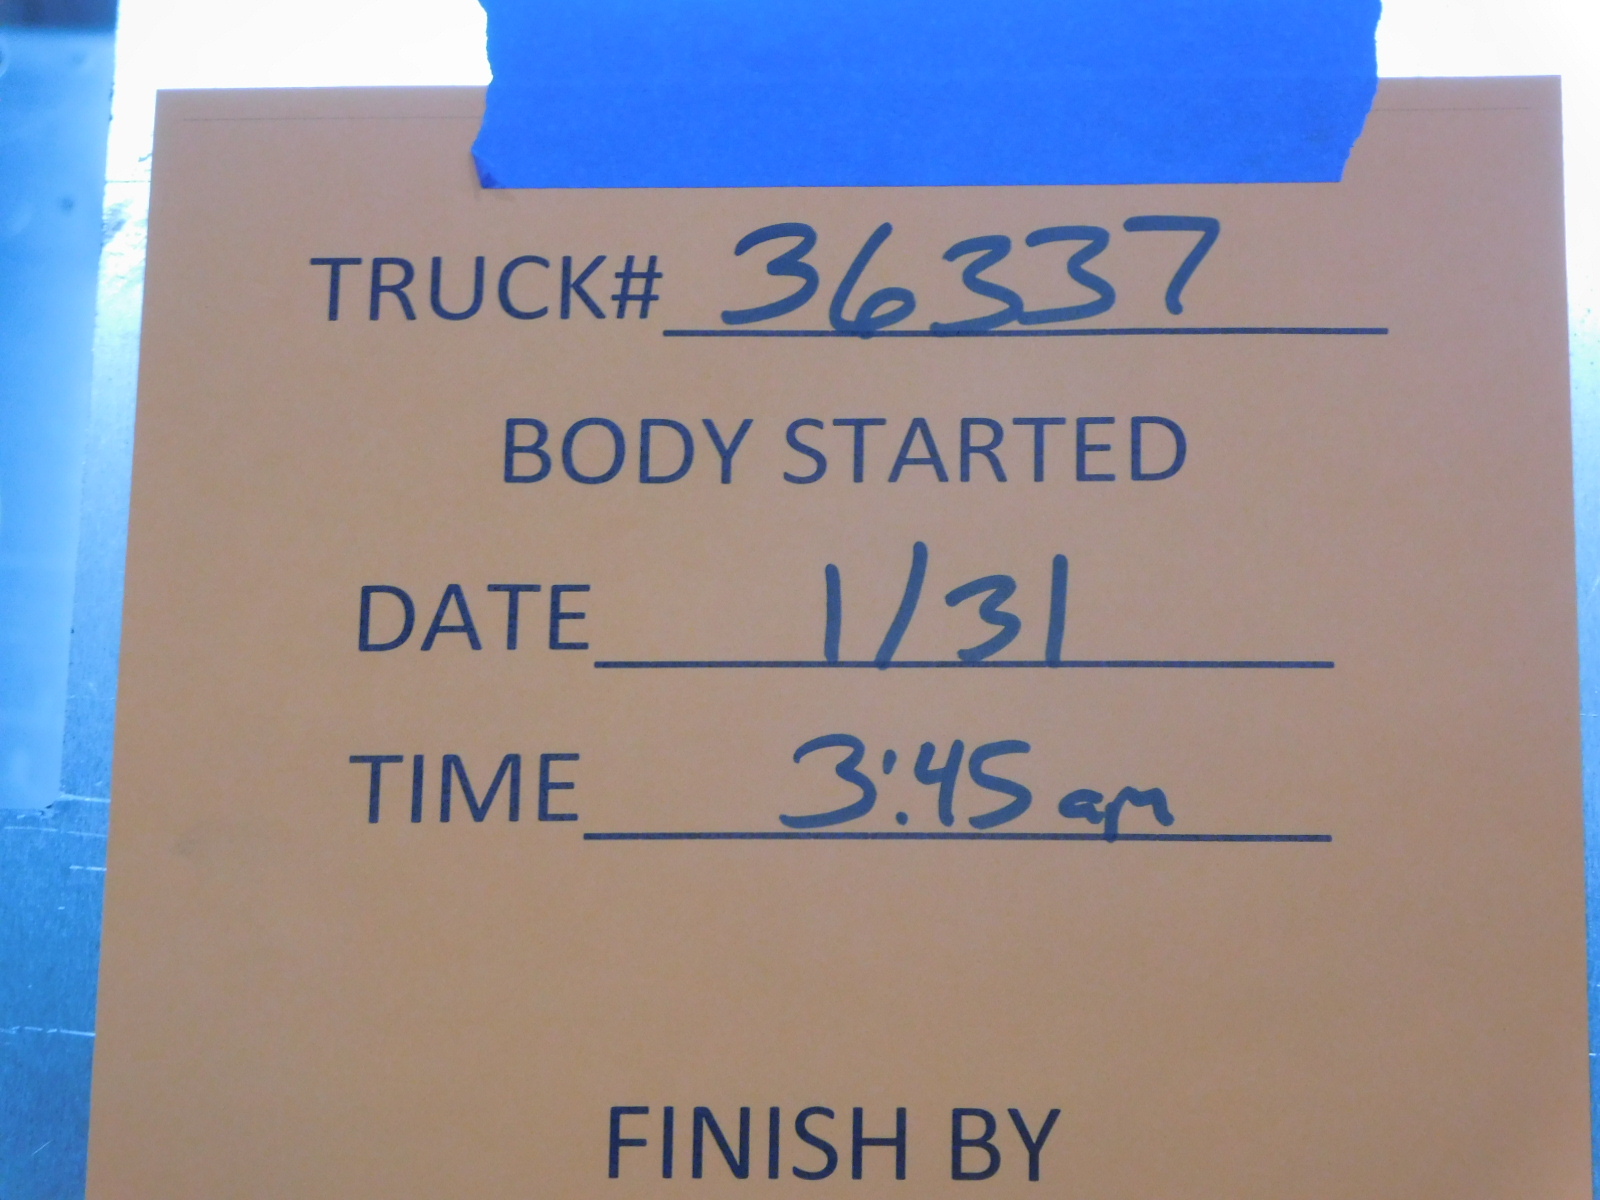 TRUCK# 36337
BODY STARTED
DATE 1/31
TIME 3:45 am
FINISH BY